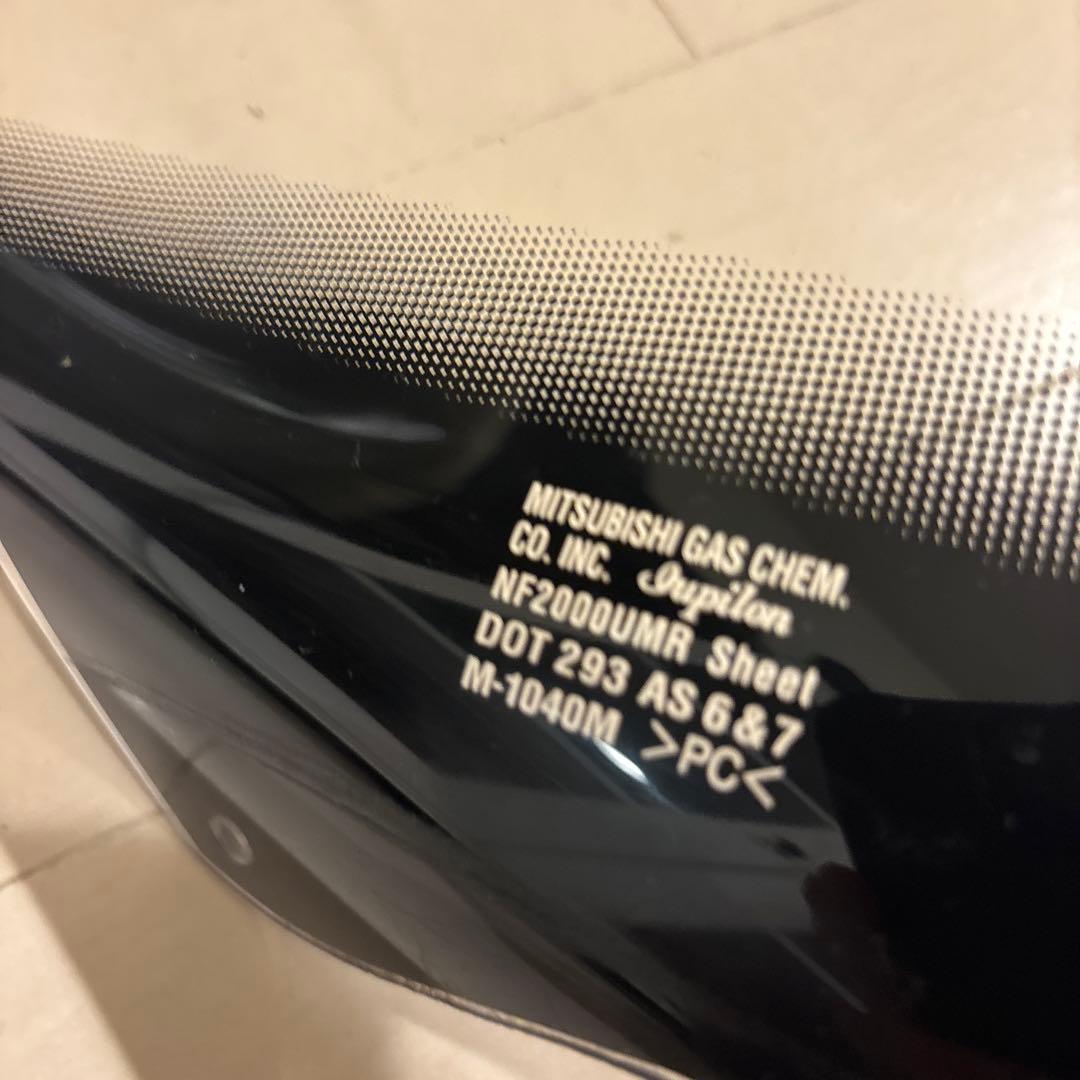 MITSUBISHI GAS CHEM.
CO. INC. Iupilon
NF2000UMR Sheet
DOT 293 AS 6&7
M-1040M >PC<